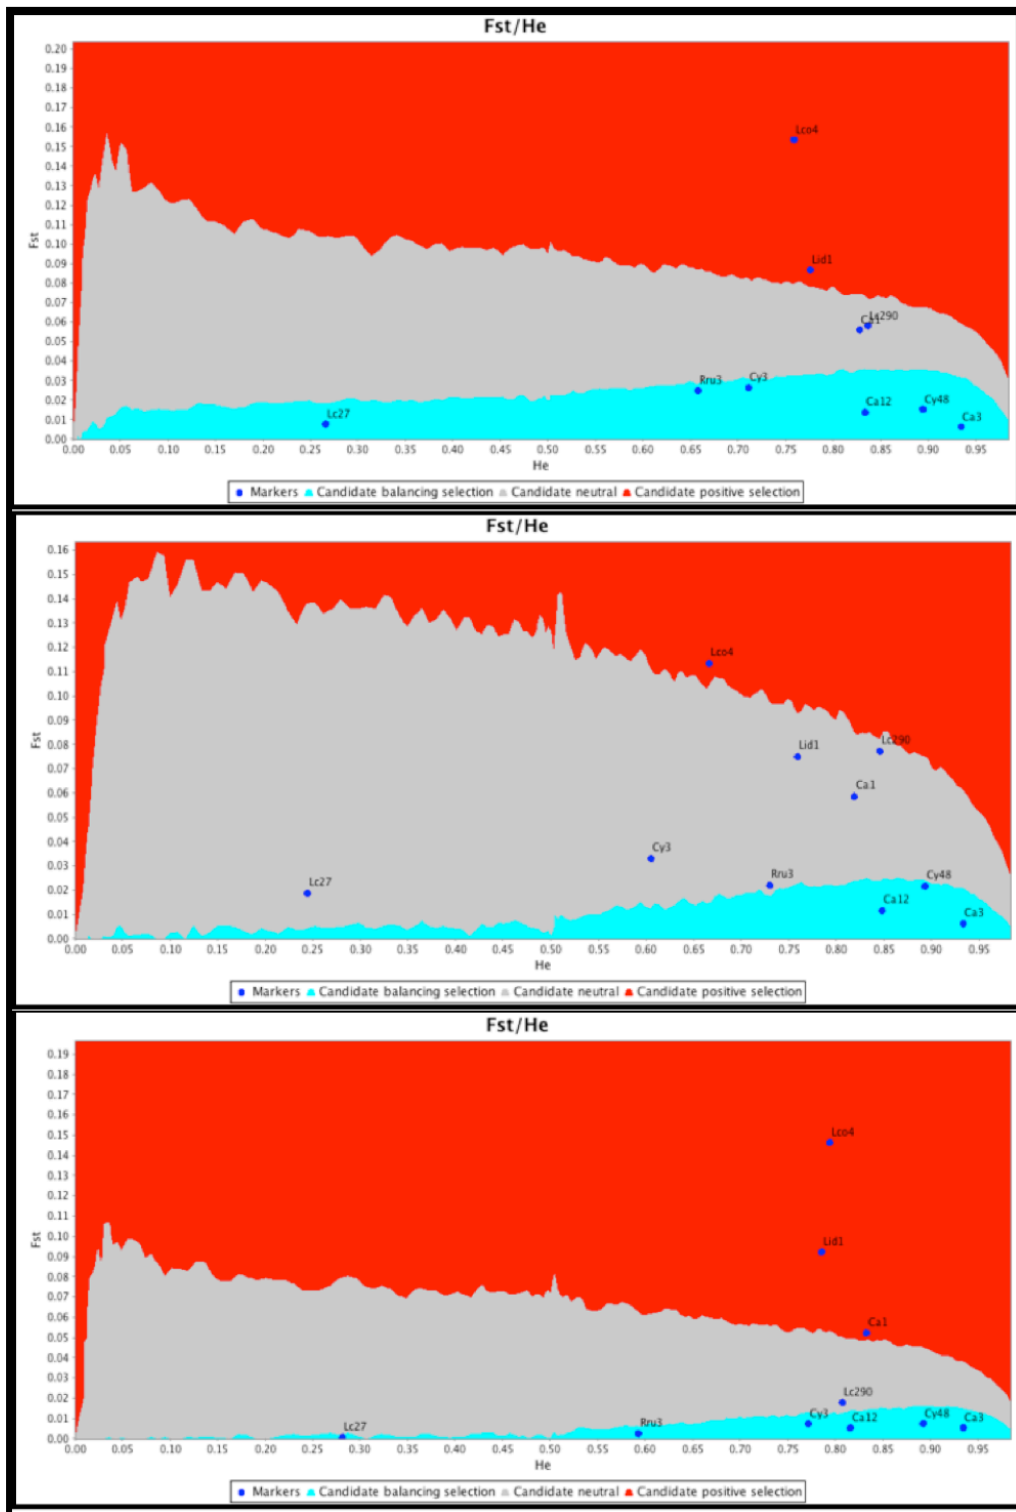 Fst/He
0.20
0.19
0.18
0.17
0.16
0.15
0.14
0.13
0.12
0.11
0.10
0.09
0.08
0.07
0.06
0.05
0.04
0.03
0.02
0.01
0.00
Fst
Lco4
Lid1
Lc290
Ca1
Rru3
Cy3
Lc27
Ca12
Cy48
Ca3
0.00 0.05 0.10 0.15 0.20 0.25 0.30 0.35 0.40 0.45 0.50 0.55 0.60 0.65 0.70 0.75 0.80 0.85 0.90 0.95
He
Markers Candidate balancing selection Candidate neutral Candidate positive selection
Fst/He
0.16
0.15
0.14
0.13
0.12
0.11
0.10
0.09
0.08
0.07
0.06
0.05
0.04
0.03
0.02
0.01
0.00
Fst
Lco4
Lid1
Lc290
Ca1
Cy3
Lc27
Rru3
Cy48
Ca12
Ca3
0.00 0.05 0.10 0.15 0.20 0.25 0.30 0.35 0.40 0.45 0.50 0.55 0.60 0.65 0.70 0.75 0.80 0.85 0.90 0.95
He
Markers Candidate balancing selection Candidate neutral Candidate positive selection
Fst/He
0.19
0.18
0.17
0.16
0.15
0.14
0.13
0.12
0.11
0.10
0.09
0.08
0.07
0.06
0.05
0.04
0.03
0.02
0.01
0.00
Fst
Lco4
Lid1
Ca1
Lc290
Lc27
Rru3
Cy3
Ca12
Cy48
Ca3
0.00 0.05 0.10 0.15 0.20 0.25 0.30 0.35 0.40 0.45 0.50 0.55 0.60 0.65 0.70 0.75 0.80 0.85 0.90 0.95
He
Markers Candidate balancing selection Candidate neutral Candidate positive selection